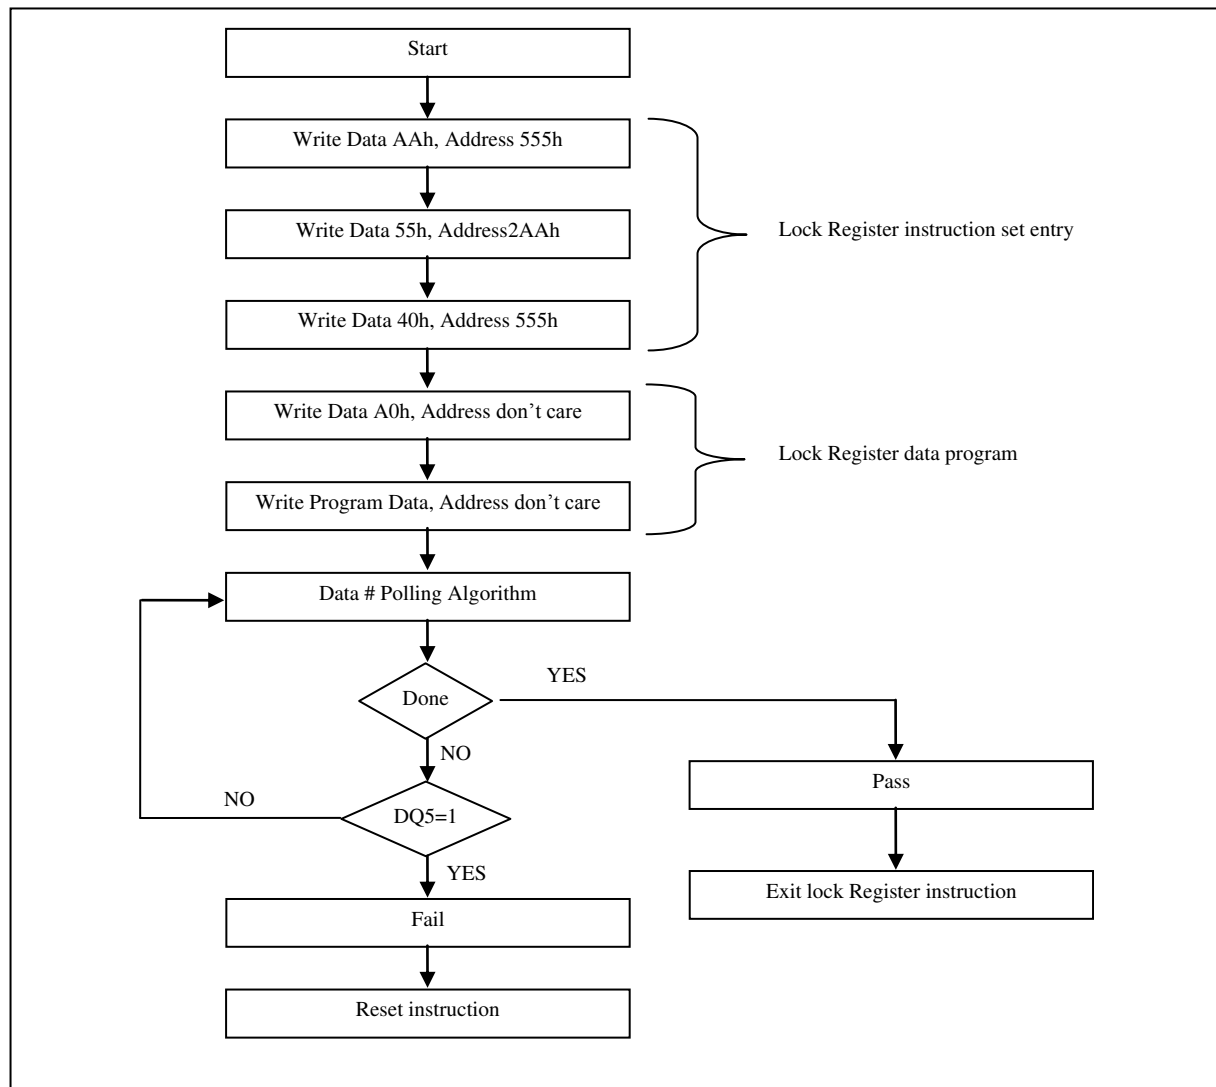 Start
Write Data AAh, Address 555h
Write Data 55h, Address2AAh
Lock Register instruction set entry
Write Data 40h, Address 555h
Write Data A0h, Address don’t care
Lock Register data program
Write Program Data, Address don’t care
Data # Polling Algorithm
YES
Done
NO
Pass
NO
DQ5=1
YES
Exit lock Register instruction
Fail
Reset instruction